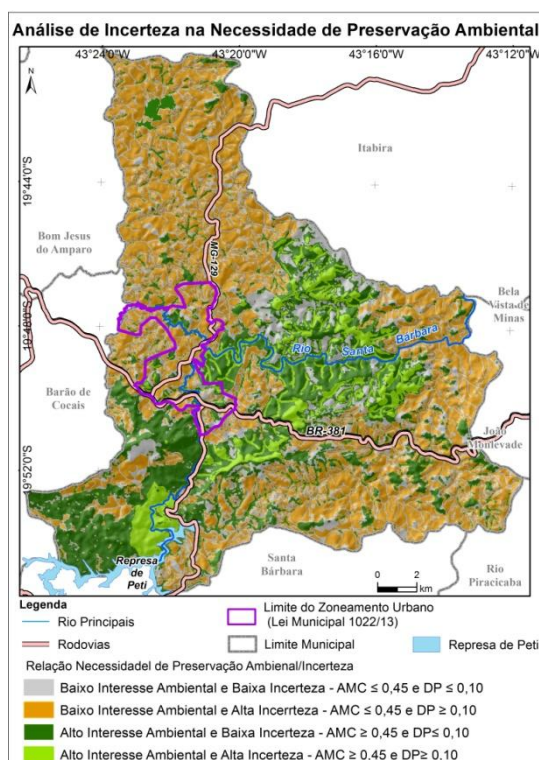 Análise de Incerteza na Necessidade de Preservação Ambiental
43°24'0"W 43°20'0"W 43°16'0"W 43°12'0"W
N
Itabira
19°44'0"S
Bom Jesus
do Amparo
MG-129
Bela
Vista de
Minas
19°48'0"S
Rio Santa Bárbara
Barão de
Cocais
BR-381
João
Monlevade
19°52'0"S
Represa
de
Peti
Santa
Bárbara
Rio
Piracicaba
0 2
km
Legenda
Rio Principais
Limite do Zoneamento Urbano
(Lei Municipal 1022/13)
Rodovias
Limite Municipal
Represa de Peti
Relação Necessidadel de Preservação Ambienal/Incerteza
Baixo Interesse Ambiental e Baixa Incerteza - AMC ≤ 0,45 e DP ≤ 0,10
Baixo Interesse Ambiental e Alta Incerteza - AMC ≤ 0,45 e DP ≥ 0,10
Alto Interesse Ambiental e Baixa Incerteza - AMC ≥ 0,45 e DP≤ 0,10
Alto Interesse Ambiental e Alta Incerteza - AMC ≥ 0,45 e DP≥ 0,10